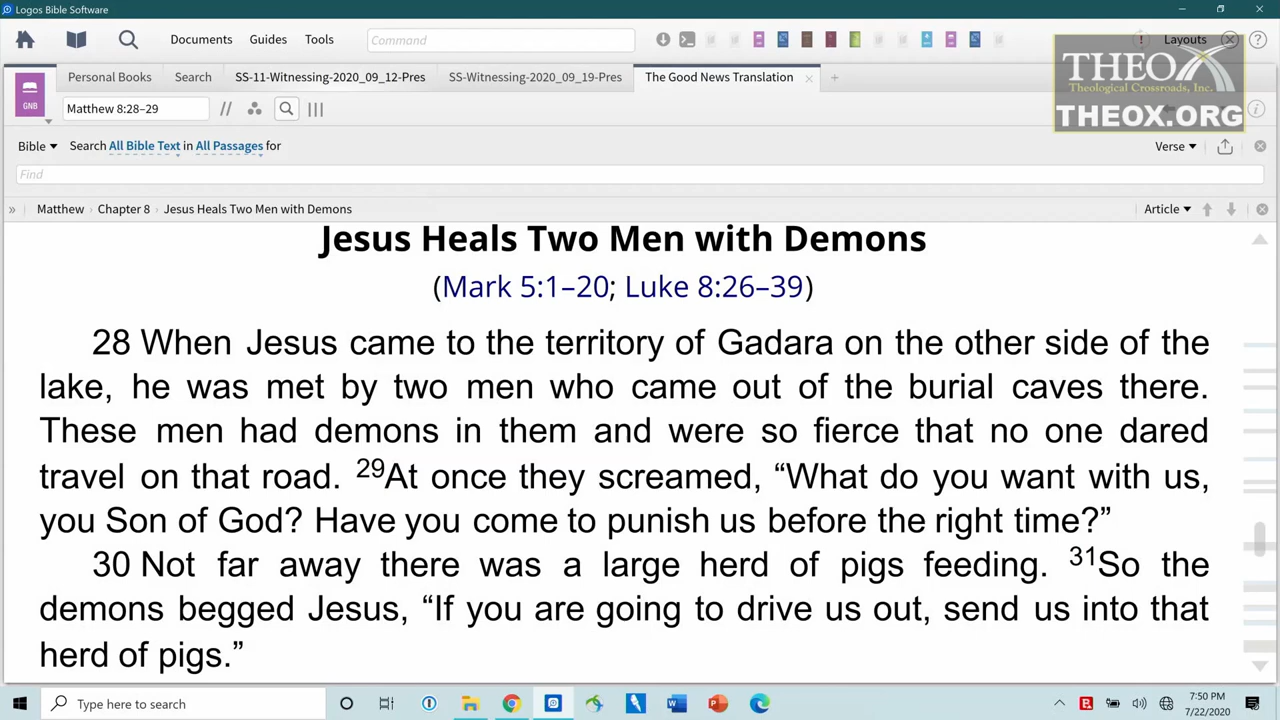 Logos Bible Software
Documents Guides Tools Command Layouts
THEOX
Theological Crossroads, Inc.
THEOX.ORG
Personal Books Search SS-11-Witnessing-2020_09_12-Pres SS-Witnessing-2020_09_19-Pres The Good News Translation
GNB
Matthew 8:28–29
Bible Search All Bible Text in All Passages for Verse
Find
» Matthew › Chapter 8 › Jesus Heals Two Men with Demons Article
Jesus Heals Two Men with Demons
(Mark 5:1–20; Luke 8:26–39)
28 When Jesus came to the territory of Gadara on the other side of the
lake, he was met by two men who came out of the burial caves there.
These men had demons in them and were so fierce that no one dared
travel on that road. 29At once they screamed, “What do you want with us,
you Son of God? Have you come to punish us before the right time?”
30 Not far away there was a large herd of pigs feeding. 31So the
demons begged Jesus, “If you are going to drive us out, send us into that
herd of pigs.”
Type here to search
7:50 PM
7/22/2020